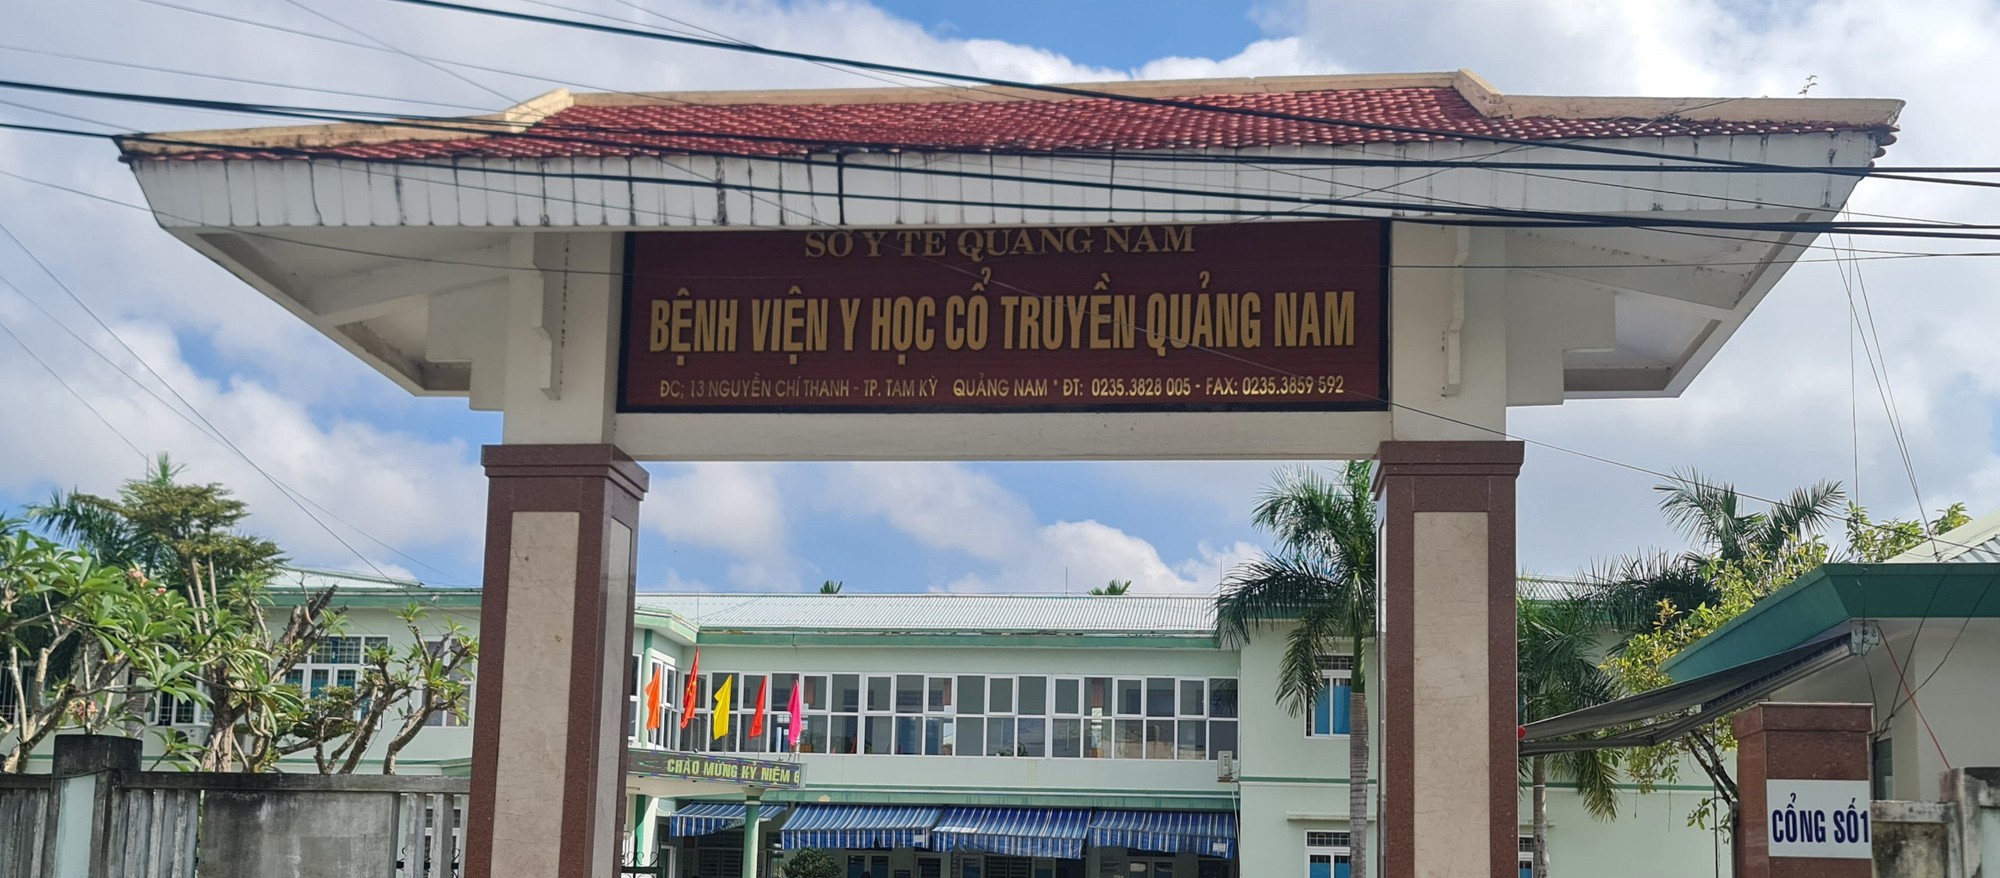 SỞ Y TẾ QUẢNG NAM
BỆNH VIỆN Y HỌC CỔ TRUYỀN QUẢNG NAM
ĐC; 13 NGUYỄN CHÍ THANH - TP. TAM KỲ QUẢNG NAM * ĐT: 0235.3828 005 - FAX: 0235.3859 592
CHÀO MỪNG KỶ NIỆM 6
CỔNG SỐ1